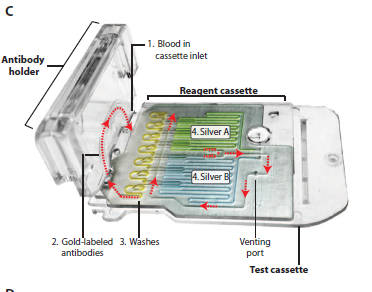 C
1. Blood in
cassette inlet
Antibody
holder
Reagent cassette
4. Silver A
4. Silver B
2. Gold-labeled
antibodies
3. Washes
Venting
port
Test cassette